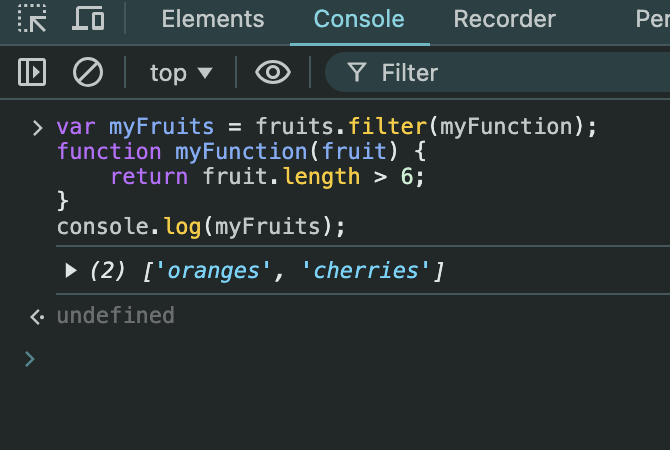 Elements Console Recorder
top Filter
var myFruits = fruits.filter(myFunction);
function myFunction(fruit) {
    return fruit.length > 6;
}
console.log(myFruits);
(2) ['oranges', 'cherries']
undefined